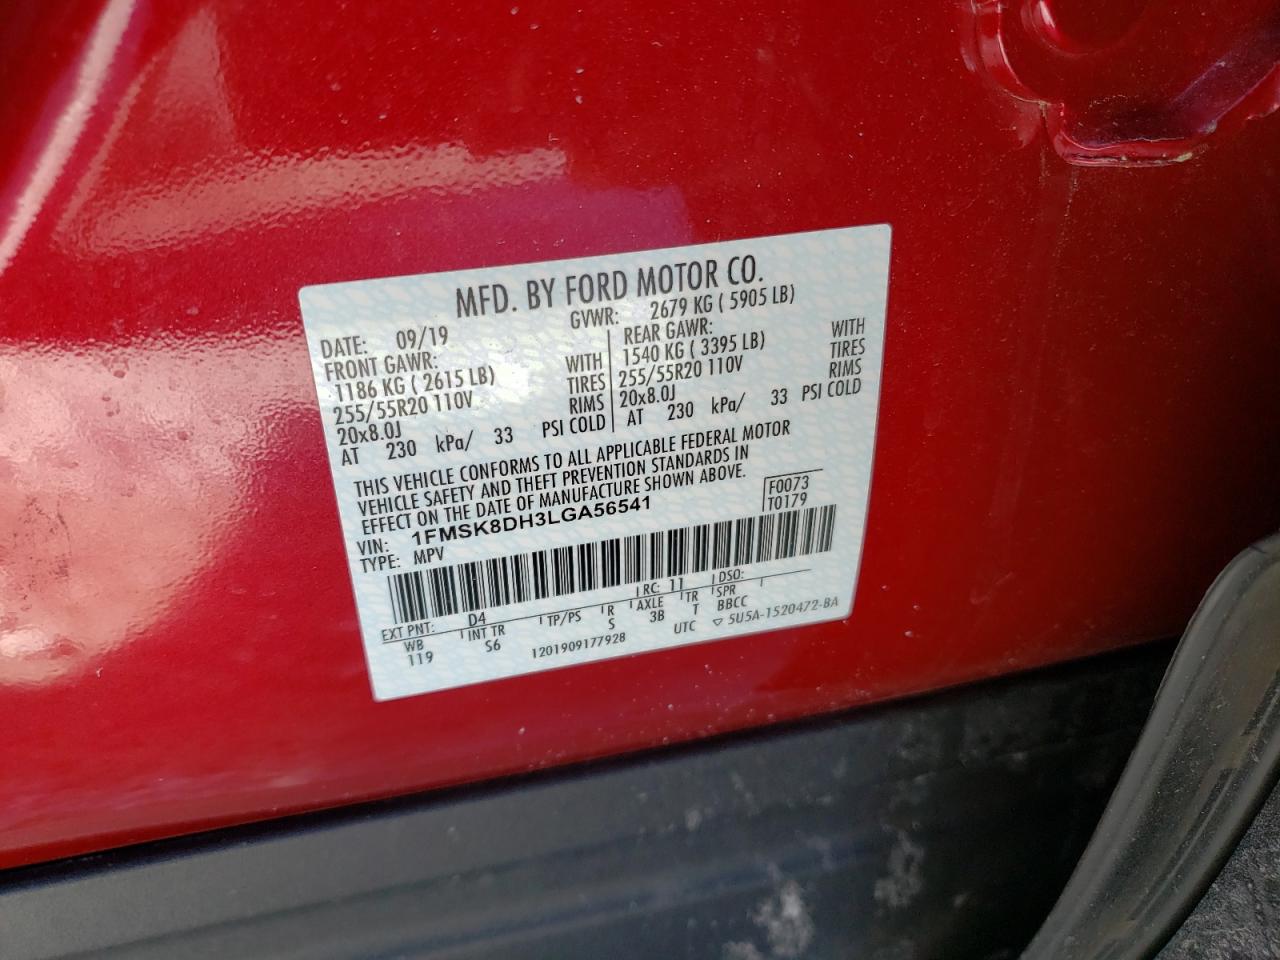 MFD. BY FORD MOTOR CO.
DATE: 09/19 GVWR: 2679 KG ( 5905 LB)
FRONT GAWR:
1186 KG ( 2615 LB) WITH
255/55R20 110V TIRES
20x8.0J RIMS
AT 230 kPa/ 33 PSI COLD
REAR GAWR:
1540 KG ( 3395 LB) WITH
255/55R20 110V TIRES
20x8.0J RIMS
AT 230 kPa/ 33 PSI COLD
THIS VEHICLE CONFORMS TO ALL APPLICABLE FEDERAL MOTOR
VEHICLE SAFETY AND THEFT PREVENTION STANDARDS IN
EFFECT ON THE DATE OF MANUFACTURE SHOWN ABOVE.
VIN: 1FMSK8DH3LGA56541
TYPE: MPV
F0073
T0179
EXT PNT: D4 RC: 11 DSO:
WB INT TR TP/PS R AXLE TR SPR
119 S6 S 3B T BBCC
1201909177928 UTC ▽ 5U5A-1520472-BA